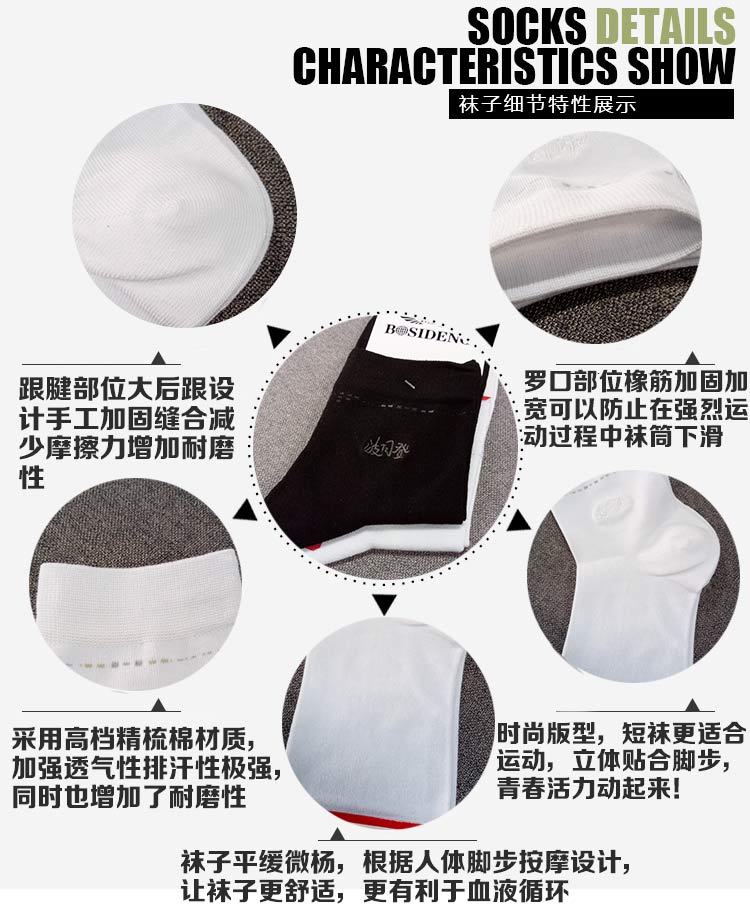 SOCKS DETAILS
CHARACTERISTICS SHOW
袜子细节特性展示
BOSIDENG
波司登
跟腱部位大后跟设
计手工加固缝合减
少摩擦力增加耐磨
性
罗口部位橡筋加固加
宽可以防止在强烈运
动过程中袜筒下滑
采用高档精梳棉材质，
加强透气性排汗性极强，
同时也增加了耐磨性
时尚版型，短袜更适合
运动，立体贴合脚步，
青春活力动起来！
袜子平缓微杨，根据人体脚步按摩设计，
让袜子更舒适，更有利于血液循环